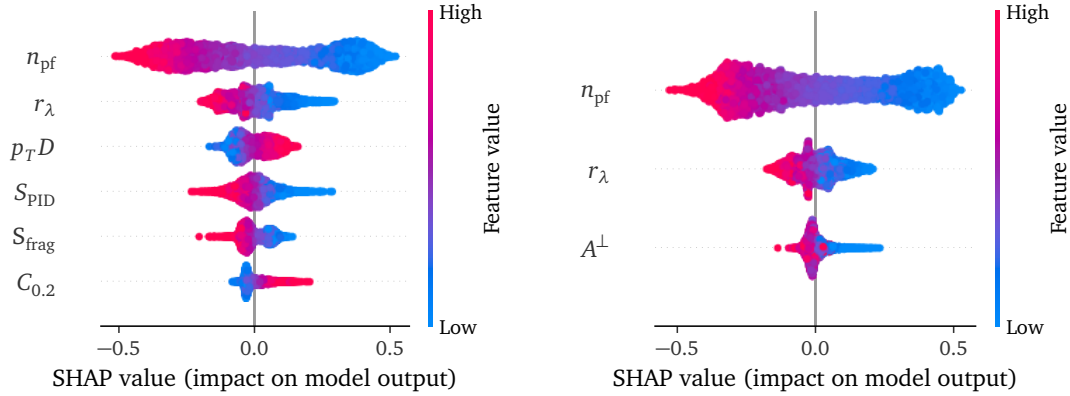 High
n_pf
r_λ
p_T D
S_PID
S_frag
C_0.2
Feature value
Low
−0.5 0.0 0.5
SHAP value (impact on model output)
High
n_pf
r_λ
A^⊥
Feature value
Low
−0.5 0.0 0.5
SHAP value (impact on model output)